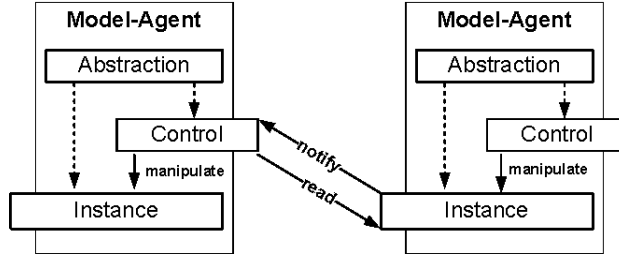 Model-Agent
Abstraction
Control
manipulate
Instance
notify
read
Model-Agent
Abstraction
Control
manipulate
Instance